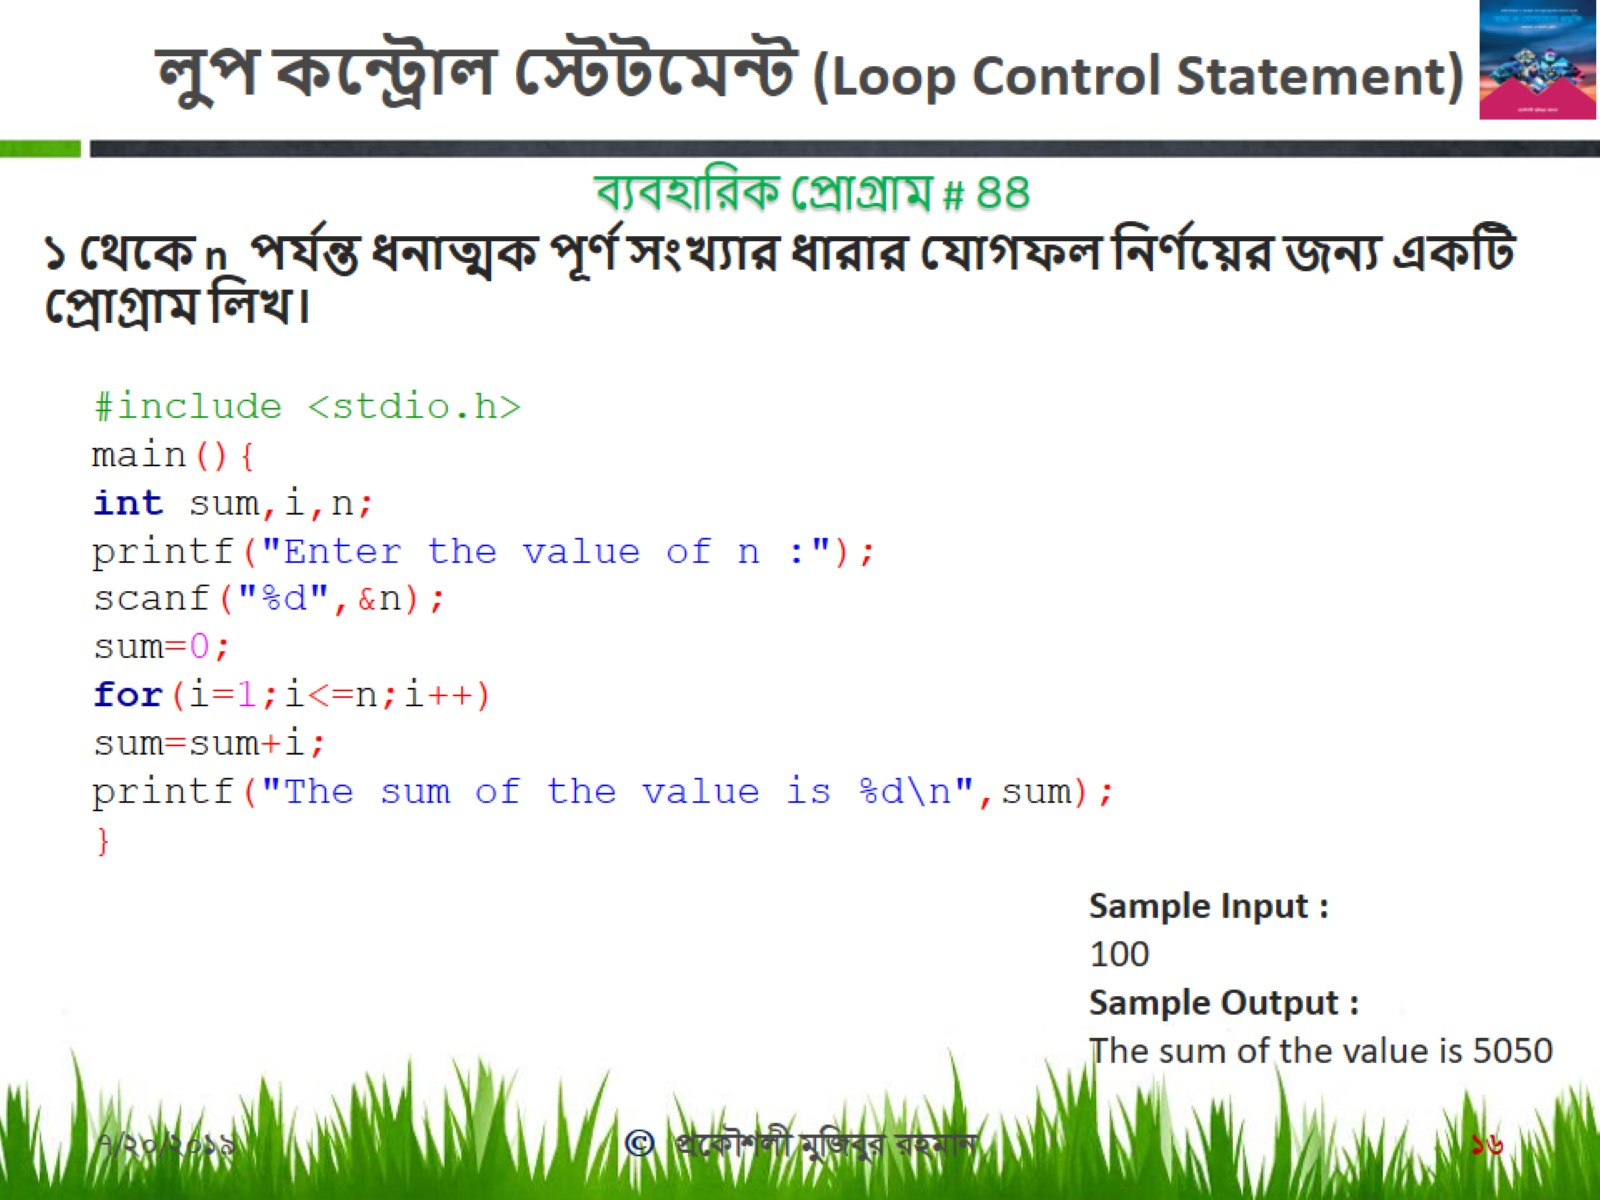 লুপ কন্ট্রোল স্টেটমেন্ট (Loop Control Statement)
ব্যবহারিক প্রোগ্রাম # ৪৪
১ থেকে n পর্যন্ত ধনাত্মক পূর্ণ সংখ্যার ধারার যোগফল নির্ণয়ের জন্য একটি
প্রোগ্রাম লিখ।
#include <stdio.h>
main(){
int sum,i,n;
printf("Enter the value of n :");
scanf("%d",&n);
sum=0;
for(i=1;i<=n;i++)
sum=sum+i;
printf("The sum of the value is %d\n",sum);
}
Sample Input :
100
Sample Output :
The sum of the value is 5050
৭/২০/২০১৯
© প্রকৌশলী মুজিবুর রহমান
১৬